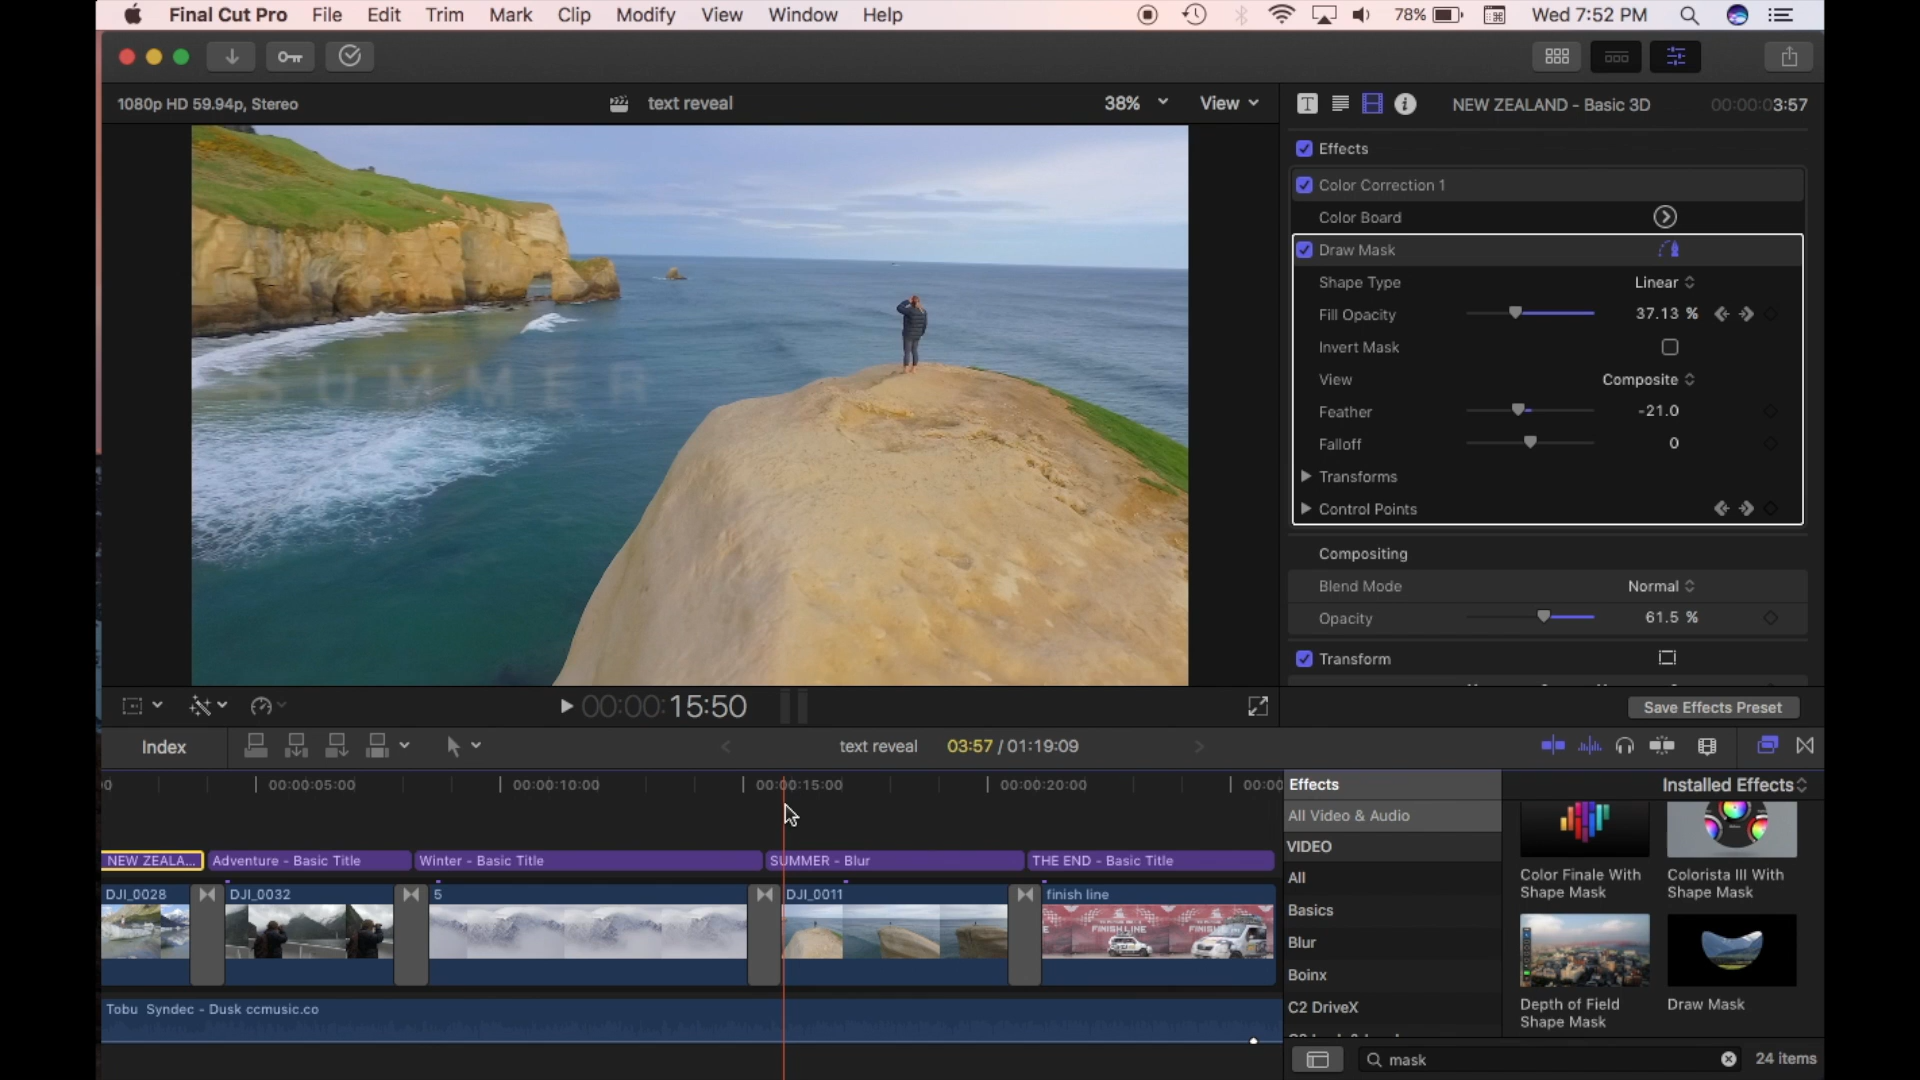 Final Cut Pro File Edit Trim Mark Clip Modify View Window Help 78% Wed 7:52 PM
1080p HD 59.94p, Stereo text reveal 38% View NEW ZEALAND - Basic 3D 00:00:03:57
Effects
Color Correction 1
Color Board
Draw Mask
Shape Type Linear
Fill Opacity 37.13 %
Invert Mask
View Composite
SUMMER
Feather -21.0
Falloff 0
Transforms
Control Points
Compositing
Blend Mode Normal
Opacity 61.5 %
Transform
00:00:15:50 Save Effects Preset
Index text reveal 03:57 / 01:19:09
00:00:05:00 00:00:10:00 00:00:15:00 00:00:20:00
NEW ZEALA... Adventure - Basic Title Winter - Basic Title SUMMER - Blur THE END - Basic Title
DJI_0028 DJI_0032 5 DJI_0011 finish line
FINISH LINE
Tobu Syndec - Dusk ccmusic.co
Effects Installed Effects
All Video & Audio
VIDEO
All
Basics
Blur
Boinx
C2 DriveX
Color Finale With
Shape Mask
Colorista III With
Shape Mask
Depth of Field
Shape Mask
Draw Mask
mask 24 items